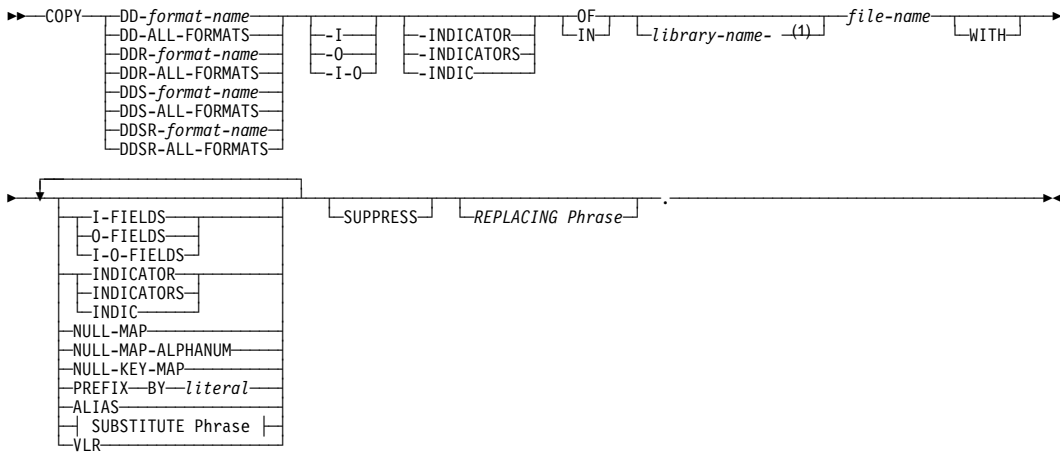 COPY DD-format-name OF file-name
DD-ALL-FORMATS -I -INDICATOR IN library-name- (1) WITH
DDR-format-name -O -INDICATORS
DDR-ALL-FORMATS -I-O -INDIC
DDS-format-name
DDS-ALL-FORMATS
DDSR-format-name
DDSR-ALL-FORMATS
.
I-FIELDS SUPPRESS REPLACING Phrase
O-FIELDS
I-O-FIELDS
INDICATOR
INDICATORS
INDIC
NULL-MAP
NULL-MAP-ALPHANUM
NULL-KEY-MAP
PREFIX BY literal
ALIAS
SUBSTITUTE Phrase
VLR